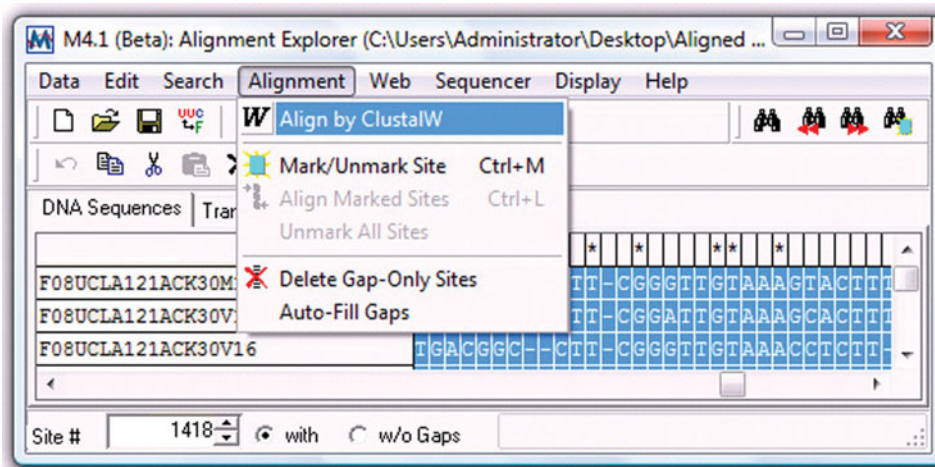 M4.1 (Beta): Alignment Explorer (C:\Users\Administrator\Desktop\Aligned ...
Data Edit Search Alignment Web Sequencer Display Help
W Align by ClustalW
Mark/Unmark Site Ctrl+M
Align Marked Sites Ctrl+L
Unmark All Sites
Delete Gap-Only Sites
Auto-Fill Gaps
DNA Sequences
* * * * *
F08UCLA121ACK30M TT-CGGGTTGTAAAGTACTTT
F08UCLA121ACK30V TT-CGGATTGTAAAGCACTTT
F08UCLA121ACK30V16 TGACGGC--CTT-CGGGTTGTAAACCTCTTT-
Site # 1418 with w/o Gaps